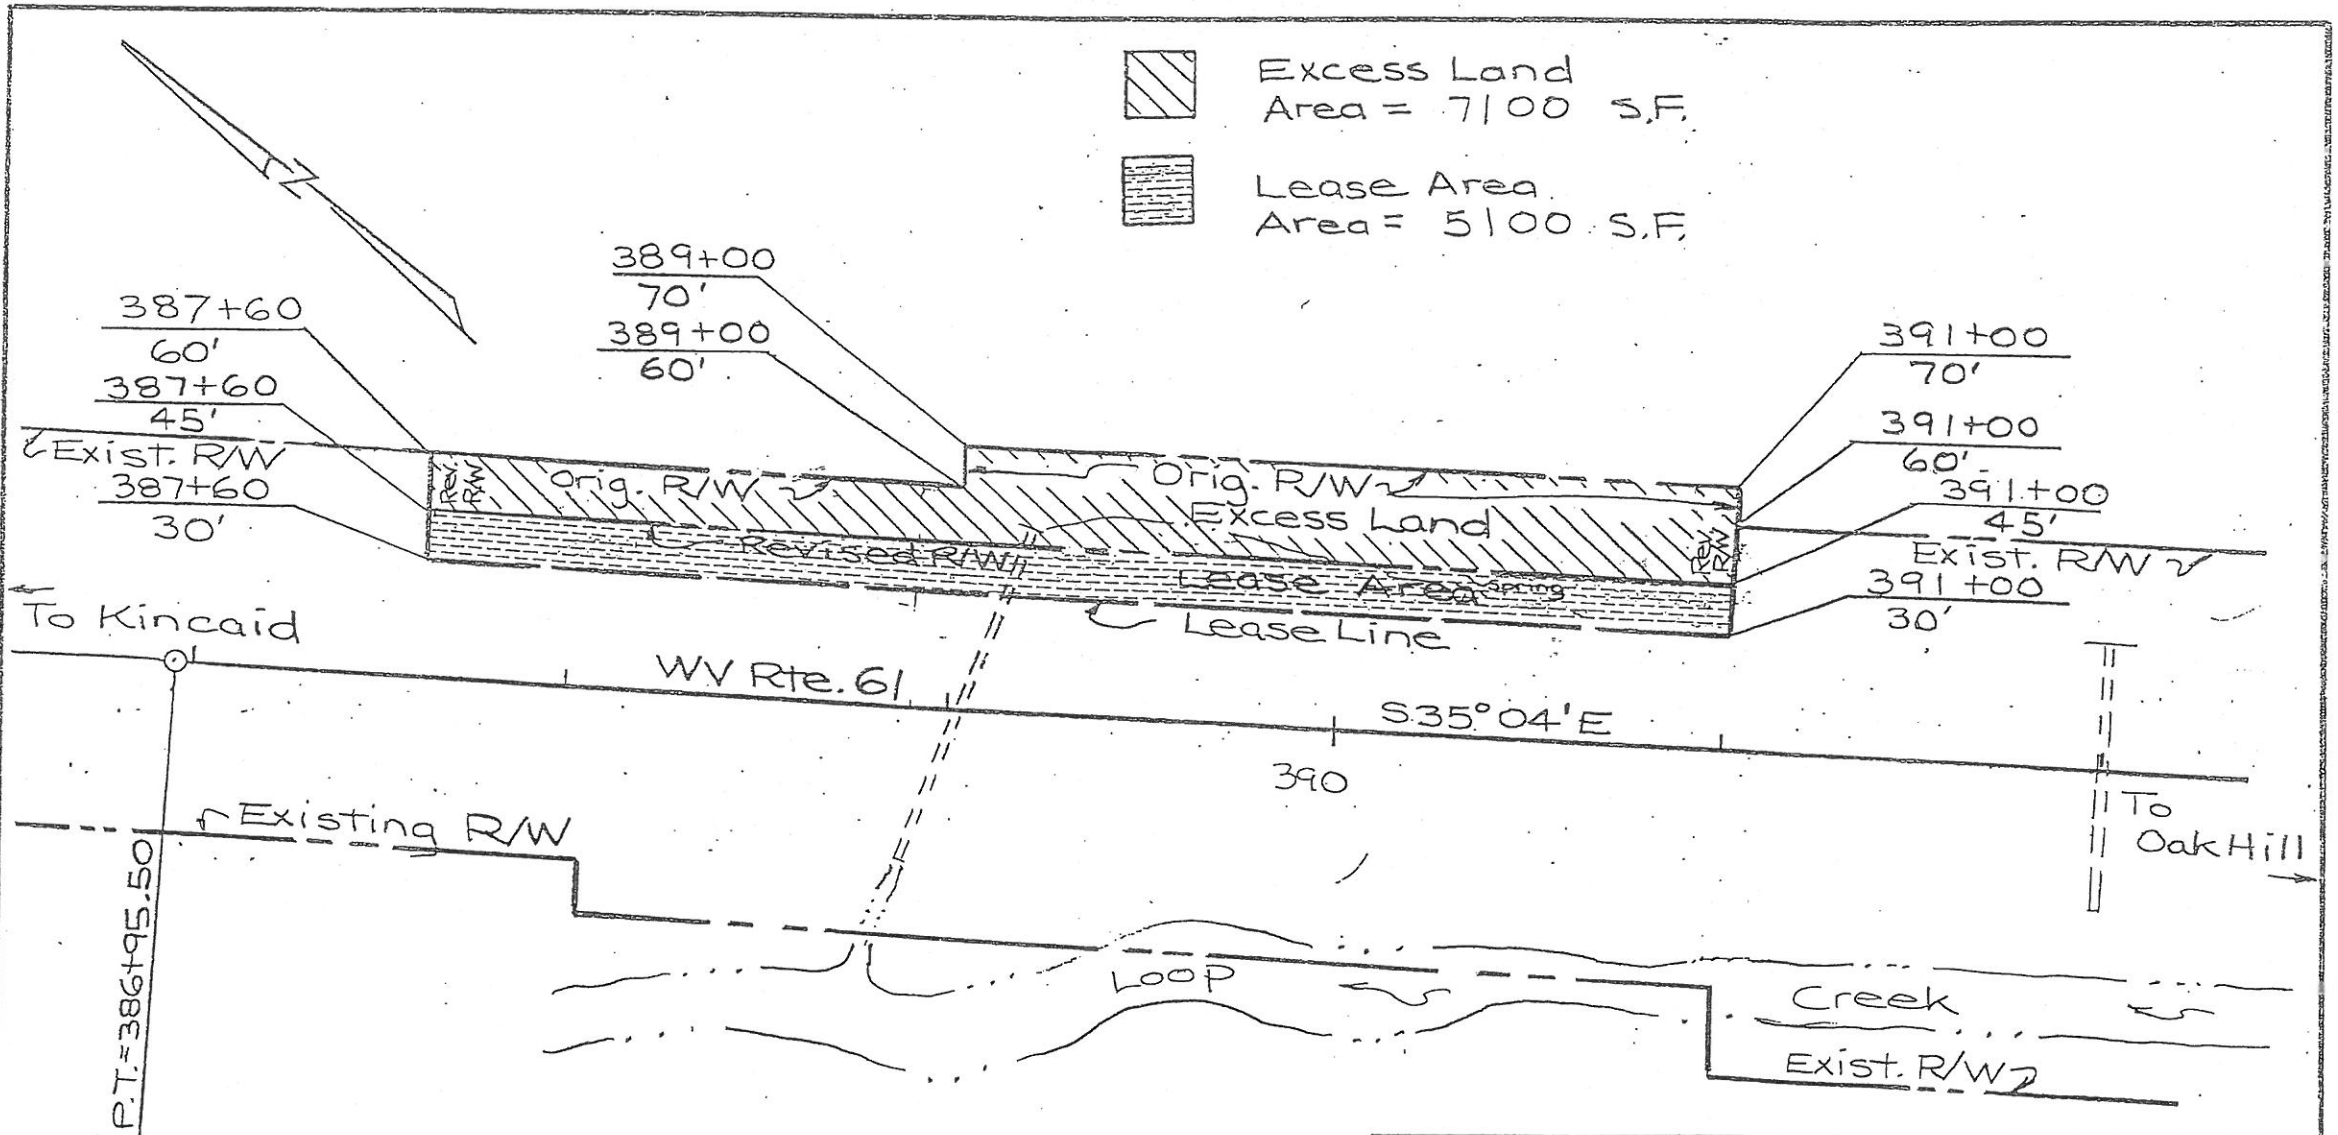 Excess Land
Area = 7100 S.F.
Lease Area
Area = 5100 S.F.
N
389+00
70'
389+00
60'
387+60
60'
387+60
45'
387+60
30'
391+00
70'
391+00
60'
391+00
45'
391+00
30'
Exist. R/W
Rev.
R/W
Orig. R/W
Orig. R/W
Excess Land
Rev.
R/W
Exist. R/W
Revised R/W
Lease Area
Spring
Lease Line
To Kincaid
WV Rte. 61
S.35°04'E
390
To
Oak Hill
Existing R/W
P.T.=386+95.50
Loop
Creek
Exist. R/W